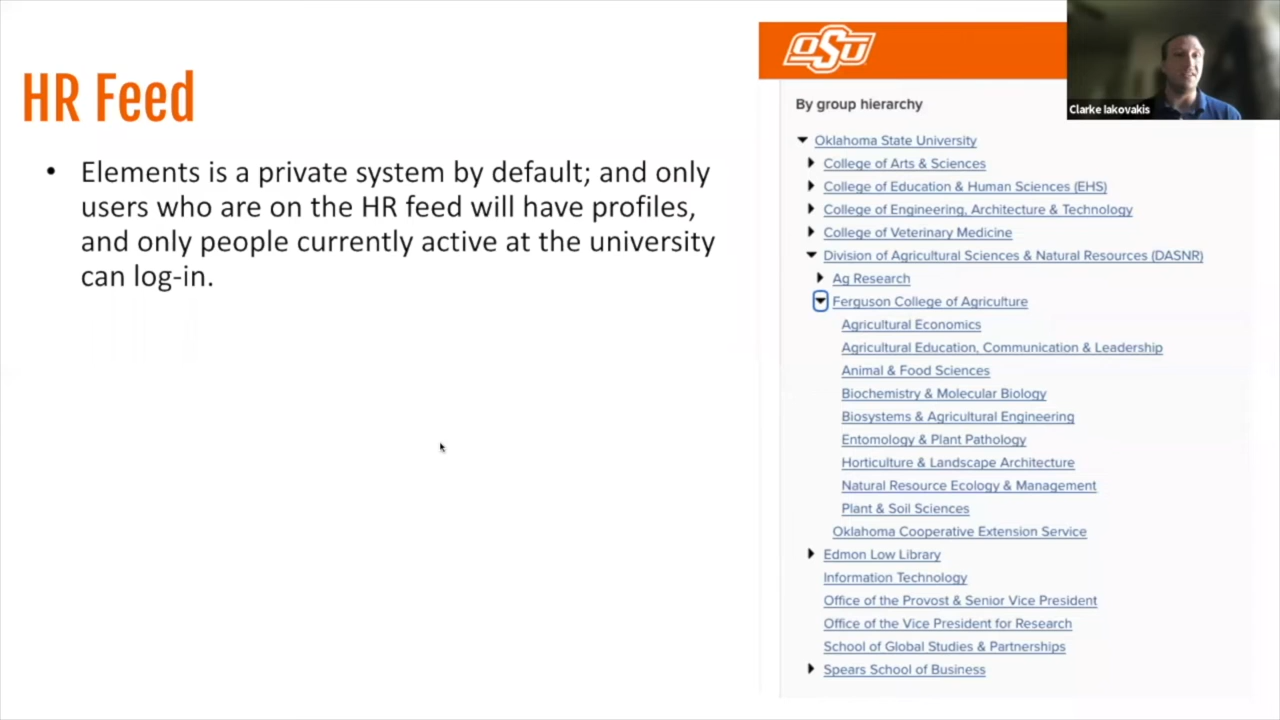 HR Feed
• Elements is a private system by default; and only
users who are on the HR feed will have profiles,
and only people currently active at the university
can log-in.
OSU
Clarke Iakovakis
By group hierarchy
Oklahoma State University
College of Arts & Sciences
College of Education & Human Sciences (EHS)
College of Engineering, Architecture & Technology
College of Veterinary Medicine
Division of Agricultural Sciences & Natural Resources (DASNR)
Ag Research
Ferguson College of Agriculture
Agricultural Economics
Agricultural Education, Communication & Leadership
Animal & Food Sciences
Biochemistry & Molecular Biology
Biosystems & Agricultural Engineering
Entomology & Plant Pathology
Horticulture & Landscape Architecture
Natural Resource Ecology & Management
Plant & Soil Sciences
Oklahoma Cooperative Extension Service
Edmon Low Library
Information Technology
Office of the Provost & Senior Vice President
Office of the Vice President for Research
School of Global Studies & Partnerships
Spears School of Business